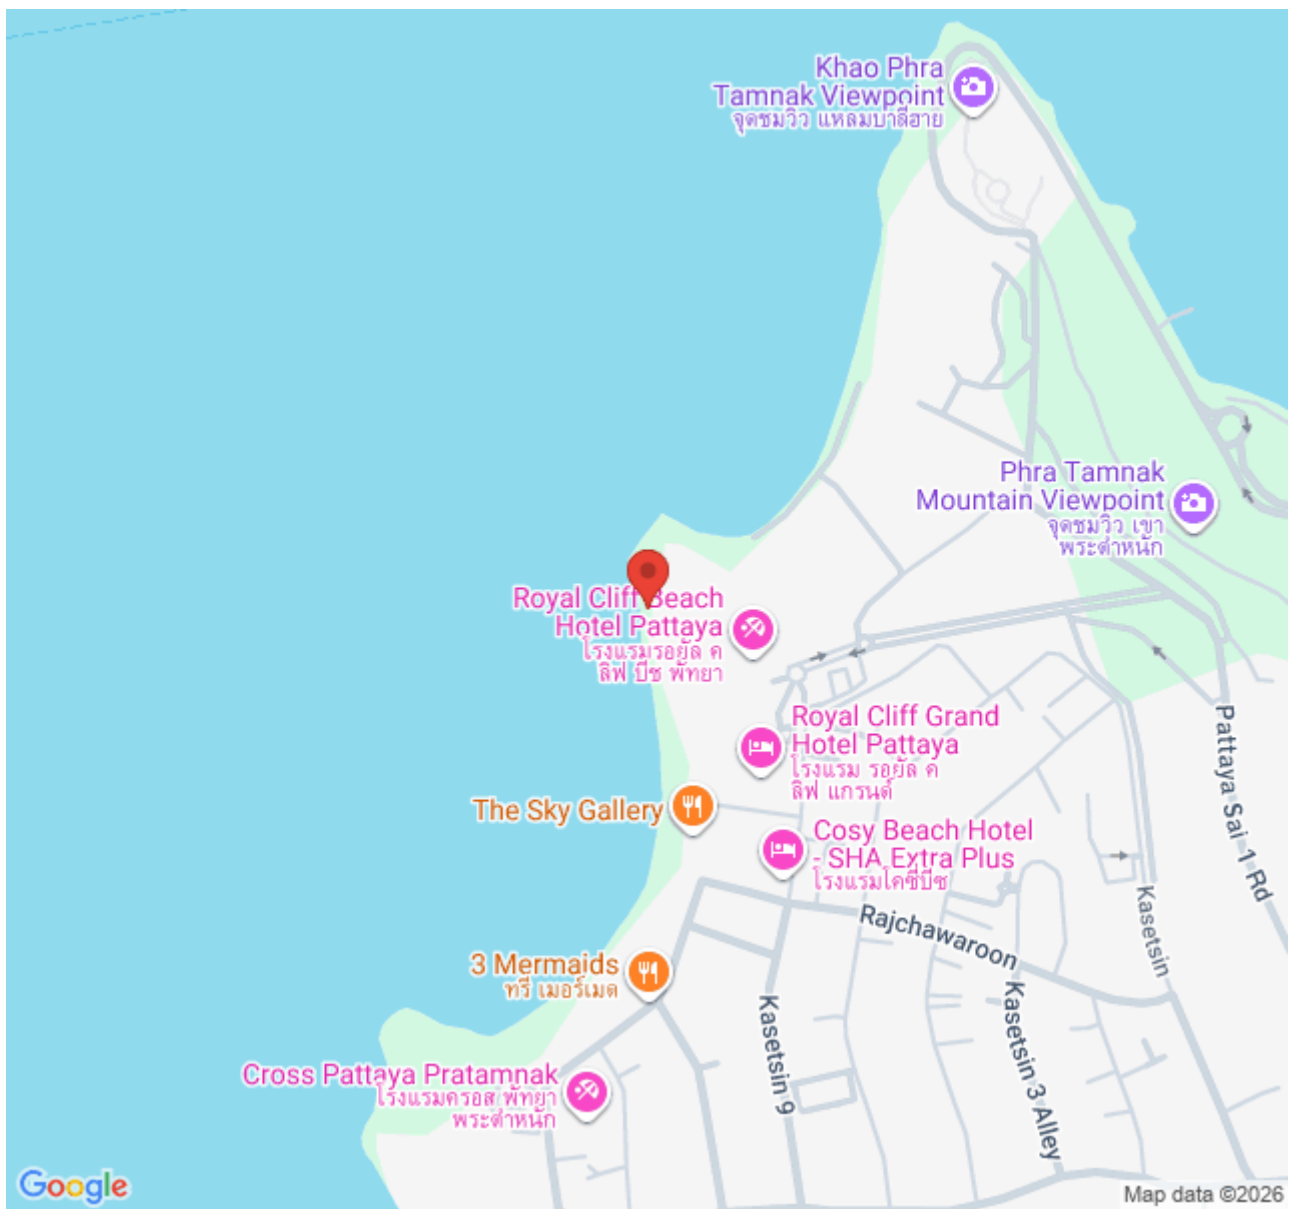 Khao Phra
Tamnak Viewpoint
จุดชมวิว แหลมบาลีฮาย
Phra Tamnak
Mountain Viewpoint
จุดชมวิว เขา
พระตำหนัก
Royal Cliff Beach
Hotel Pattaya
โรงแรมรอยัล ค
ลิฟ บีช พัทยา
Royal Cliff Grand
Hotel Pattaya
โรงแรม รอยัล ค
ลิฟ แกรนด์
Pattaya Sai 1 Rd
The Sky Gallery
Cosy Beach Hotel
- SHA Extra Plus
โรงแรมโคซี่บีช
Rajchawaroon
Kasetsin
3 Mermaids
ทรี เมอร์เมด
Kasetsin 9
Kasetsin 3 Alley
Cross Pattaya Pratamnak
โรงแรมครอส พัทยา
พระตำหนัก
Google
Map data ©2026